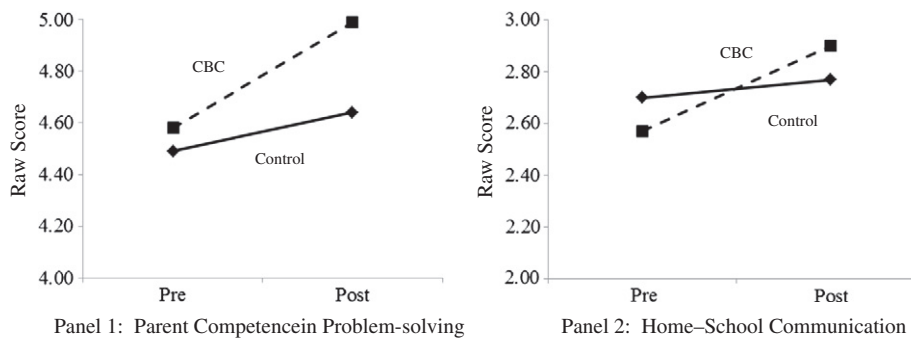 5.00
4.80
4.60
4.40
4.20
4.00
Raw Score
CBC
Control
Pre Post
Panel 1: Parent Competencein Problem-solving
3.00
2.80
2.60
2.40
2.20
2.00
Raw Score
CBC
Control
Pre Post
Panel 2: Home–School Communication